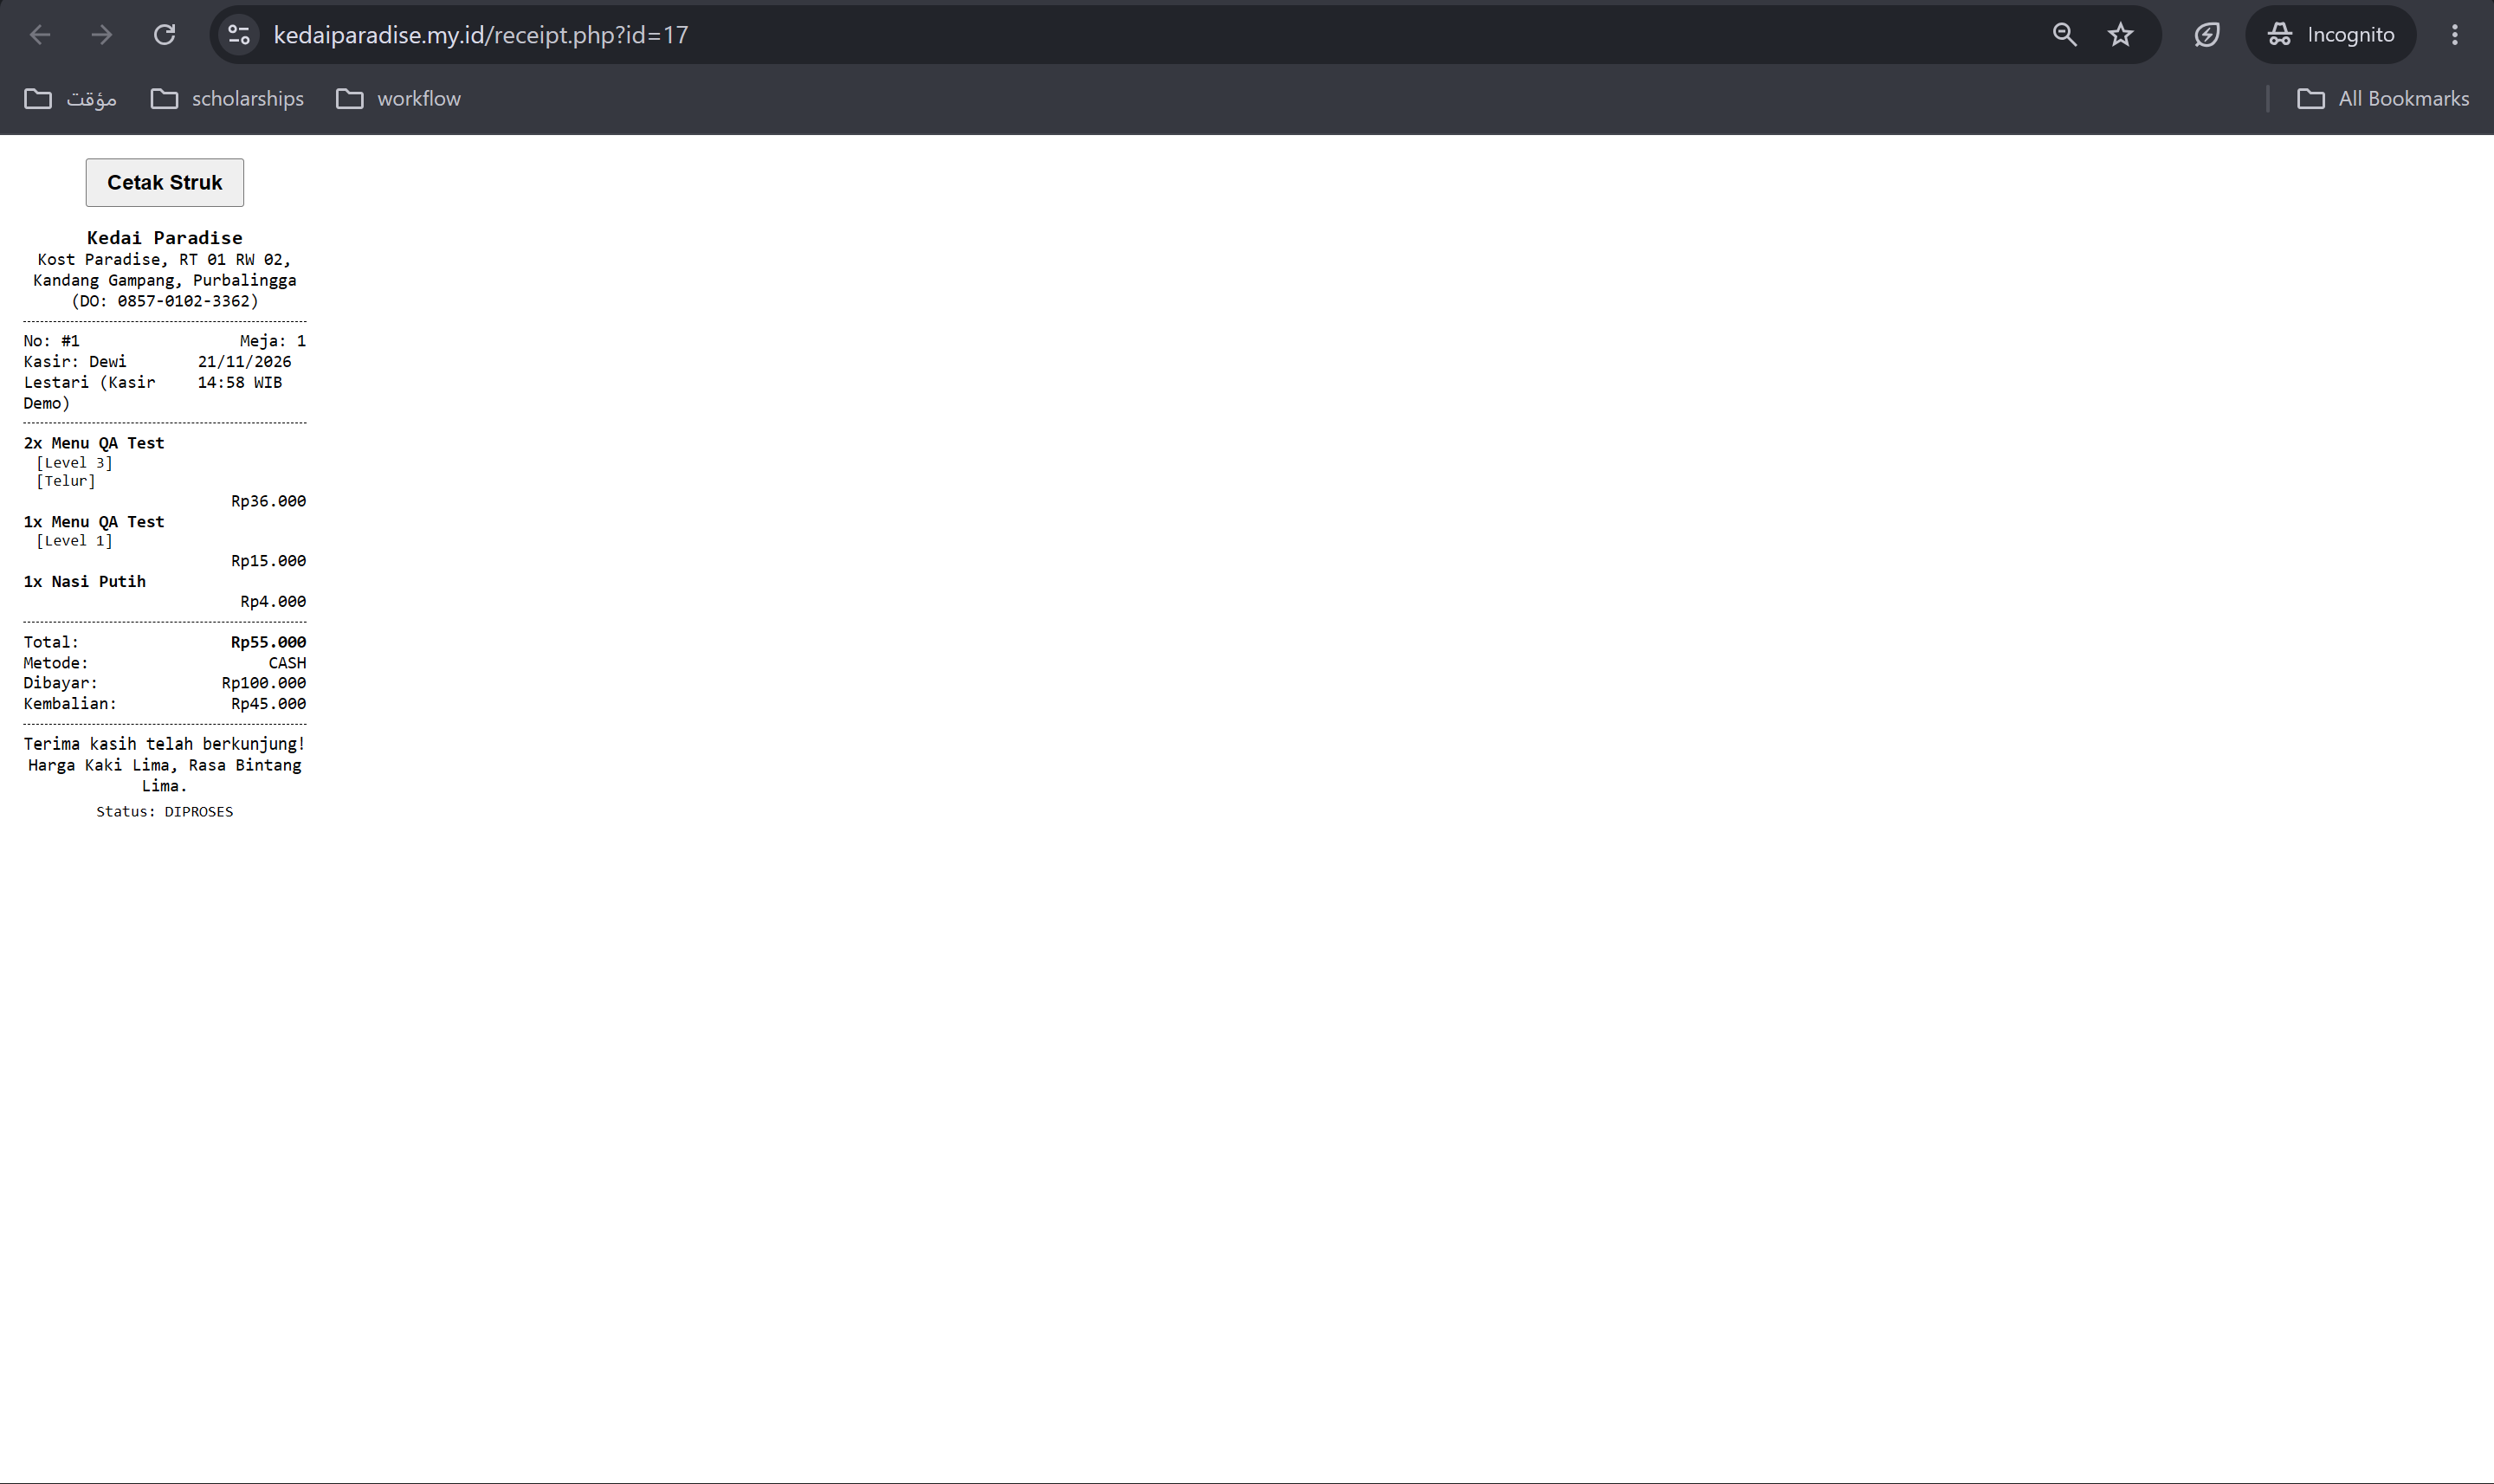 kedaiparadise.my.id/receipt.php?id=17
Incognito
مؤقت
scholarships
workflow
All Bookmarks
Cetak Struk
Kedai Paradise
Kost Paradise, RT 01 RW 02,
Kandang Gampang, Purbalingga
(DO: 0857-0102-3362)
No: #1 Meja: 1
Kasir: Dewi 21/11/2026
Lestari (Kasir 14:58 WIB
Demo)
2x Menu QA Test
[Level 3]
[Telur]
Rp36.000
1x Menu QA Test
[Level 1]
Rp15.000
1x Nasi Putih
Rp4.000
Total: Rp55.000
Metode: CASH
Dibayar: Rp100.000
Kembalian: Rp45.000
Terima kasih telah berkunjung!
Harga Kaki Lima, Rasa Bintang
Lima.
Status: DIPROSES